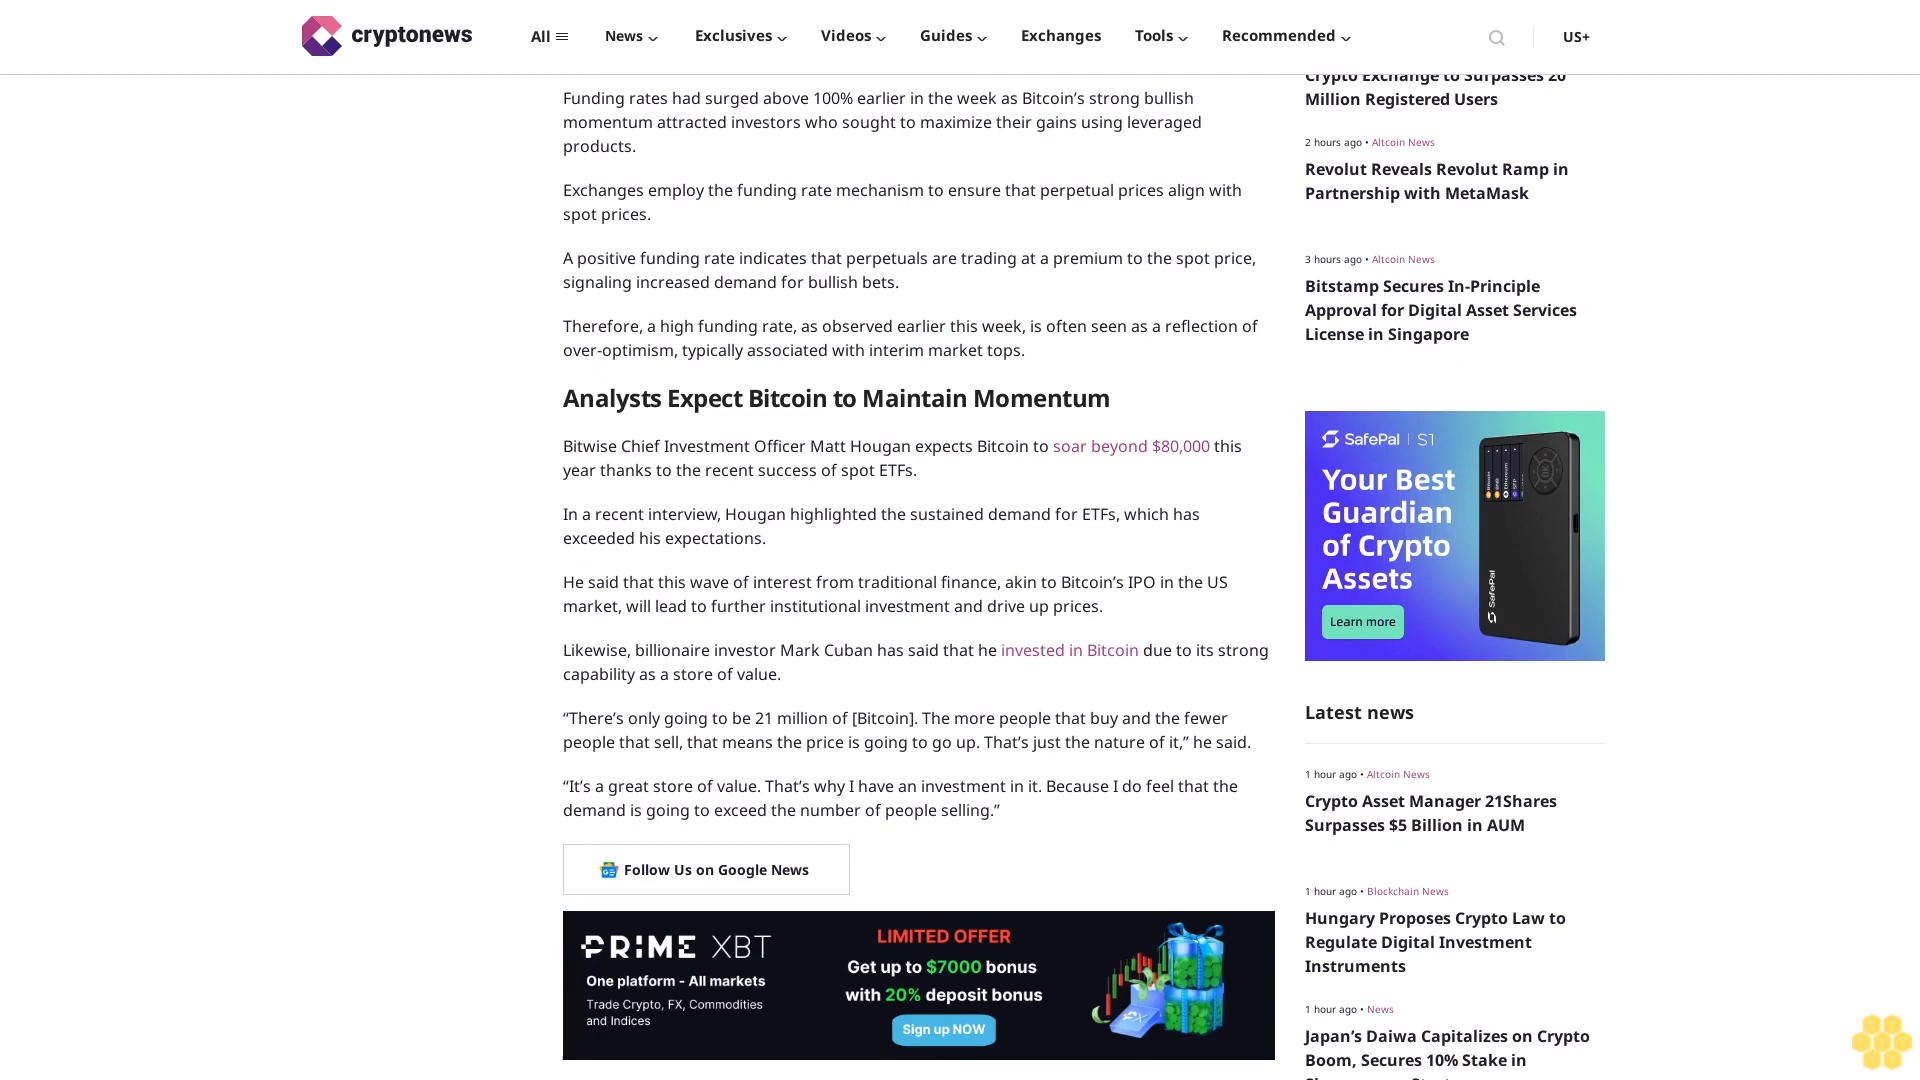 cryptonews
All
News
Exclusives
Videos
Guides
Exchanges
Tools
Recommended
US+
Funding rates had surged above 100% earlier in the week as Bitcoin’s strong bullish
momentum attracted investors who sought to maximize their gains using leveraged
products.
Exchanges employ the funding rate mechanism to ensure that perpetual prices align with
spot prices.
A positive funding rate indicates that perpetuals are trading at a premium to the spot price,
signaling increased demand for bullish bets.
Therefore, a high funding rate, as observed earlier this week, is often seen as a reflection of
over-optimism, typically associated with interim market tops.
Analysts Expect Bitcoin to Maintain Momentum
Bitwise Chief Investment Officer Matt Hougan expects Bitcoin to soar beyond $80,000 this
year thanks to the recent success of spot ETFs.
In a recent interview, Hougan highlighted the sustained demand for ETFs, which has
exceeded his expectations.
He said that this wave of interest from traditional finance, akin to Bitcoin’s IPO in the US
market, will lead to further institutional investment and drive up prices.
Likewise, billionaire investor Mark Cuban has said that he invested in Bitcoin due to its strong
capability as a store of value.
“There’s only going to be 21 million of [Bitcoin]. The more people that buy and the fewer
people that sell, that means the price is going to go up. That’s just the nature of it,” he said.
“It’s a great store of value. That’s why I have an investment in it. Because I do feel that the
demand is going to exceed the number of people selling.”
Follow Us on Google News
PRIME XBT
One platform - All markets
Trade Crypto, FX, Commodities
and Indices
LIMITED OFFER
Get up to $7000 bonus
with 20% deposit bonus
Sign up NOW
Crypto Exchange to Surpasses 20
Million Registered Users
2 hours ago • Altcoin News
Revolut Reveals Revolut Ramp in
Partnership with MetaMask
3 hours ago • Altcoin News
Bitstamp Secures In-Principle
Approval for Digital Asset Services
License in Singapore
SafePal | S1
Your Best
Guardian
of Crypto
Assets
Learn more
SafePal
Latest news
1 hour ago • Altcoin News
Crypto Asset Manager 21Shares
Surpasses $5 Billion in AUM
1 hour ago • Blockchain News
Hungary Proposes Crypto Law to
Regulate Digital Investment
Instruments
1 hour ago • News
Japan’s Daiwa Capitalizes on Crypto
Boom, Secures 10% Stake in